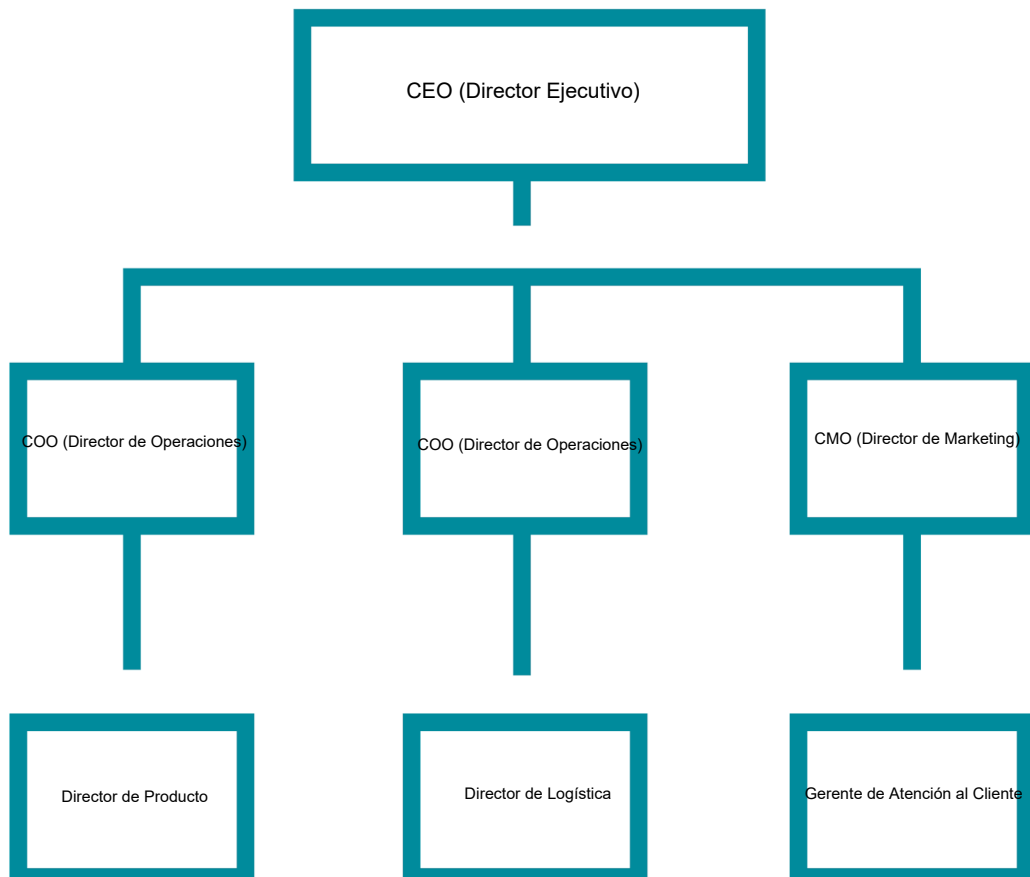 CEO (Director Ejecutivo)
COO (Director de Operaciones)
COO (Director de Operaciones)
CMO (Director de Marketing)
Director de Producto
Director de Logística
Gerente de Atención al Cliente